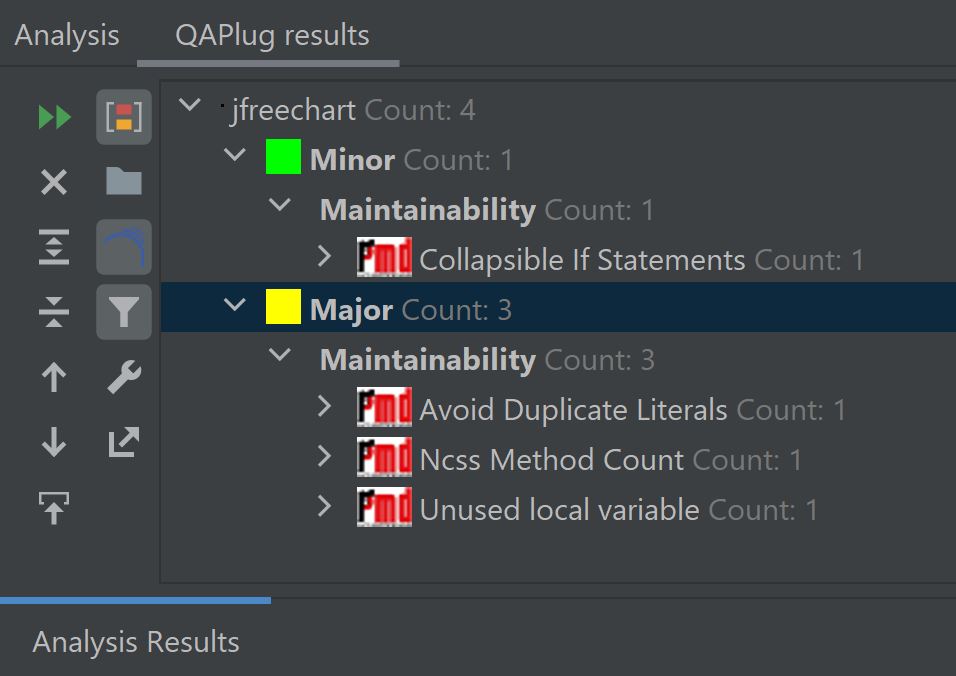 Analysis QAPlug results
jfreechart Count: 4
Minor Count: 1
Maintainability Count: 1
pmd Collapsible If Statements Count: 1
Major Count: 3
Maintainability Count: 3
pmd Avoid Duplicate Literals Count: 1
pmd Ncss Method Count Count: 1
pmd Unused local variable Count: 1
Analysis Results